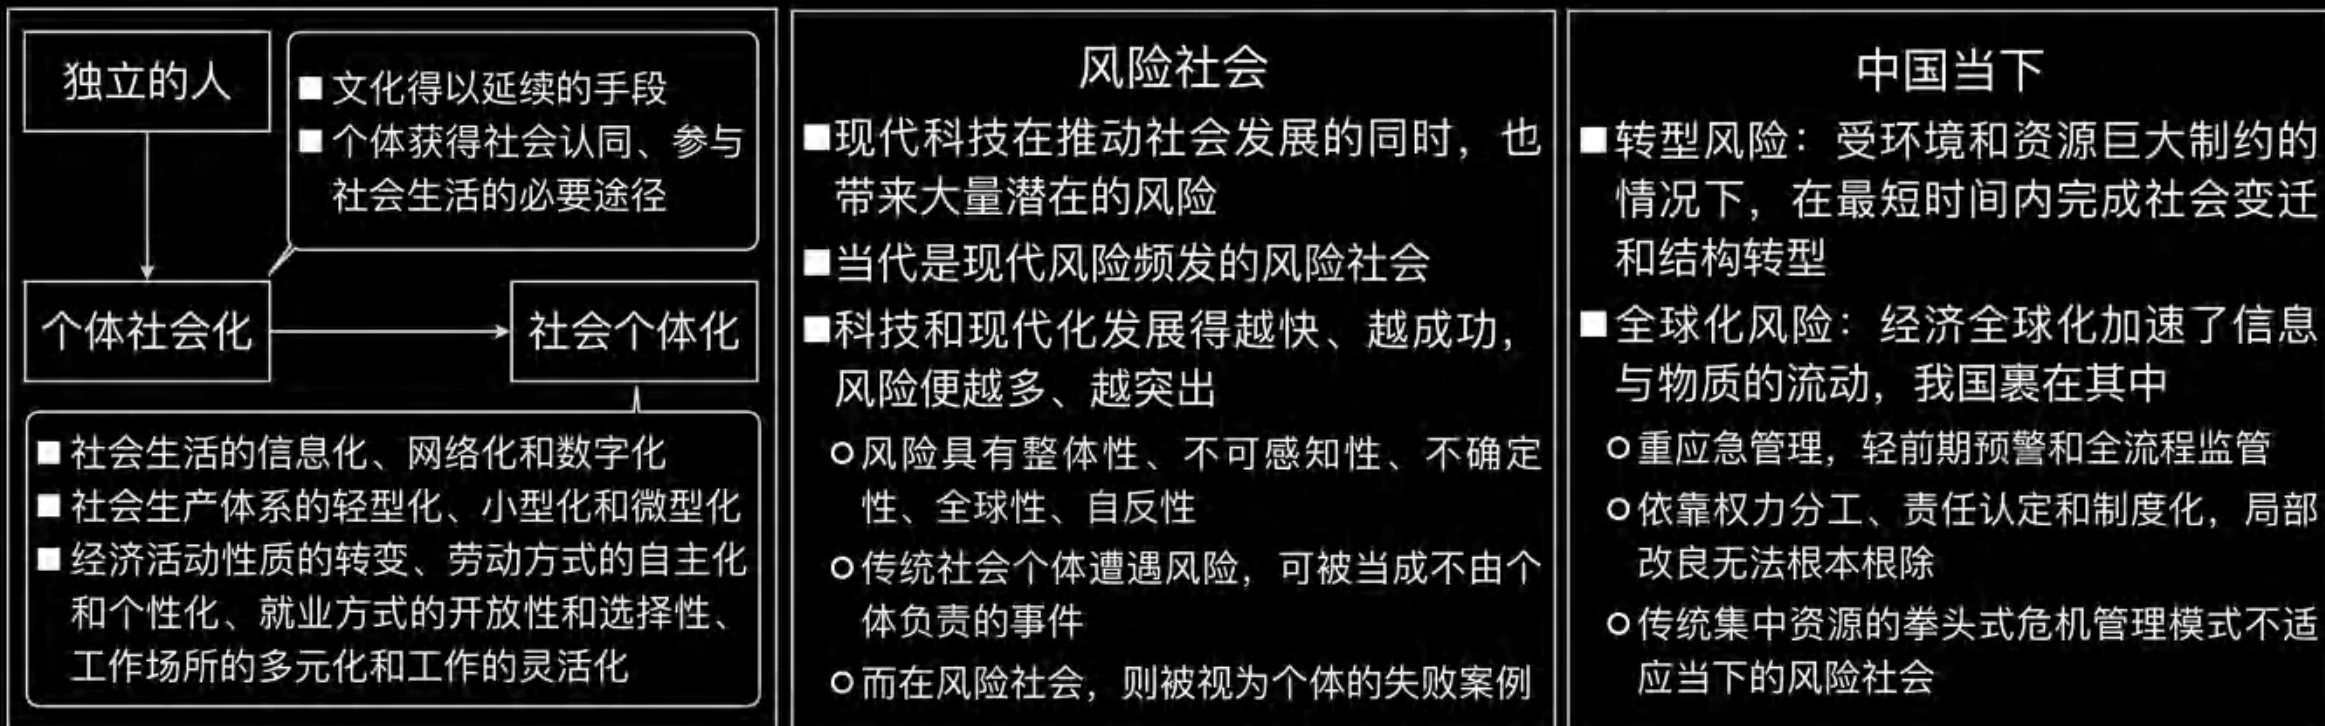 独立的人
■ 文化得以延续的手段
■ 个体获得社会认同、参与
社会生活的必要途径
个体社会化
社会个体化
■ 社会生活的信息化、网络化和数字化
■ 社会生产体系的轻型化、小型化和微型化
■ 经济活动性质的转变、劳动方式的自主化
和个性化、就业方式的开放性和选择性、
工作场所的多元化和工作的灵活化
风险社会
■现代科技在推动社会发展的同时，也
带来大量潜在的风险
■当代是现代风险频发的风险社会
■科技和现代化发展得越快、越成功，
风险便越多、越突出
○风险具有整体性、不可感知性、不确定
性、全球性、自反性
○传统社会个体遭遇风险，可被当成不由个
体负责的事件
○而在风险社会，则被视为个体的失败案例
中国当下
■转型风险：受环境和资源巨大制约的
情况下，在最短时间内完成社会变迁
和结构转型
■全球化风险：经济全球化加速了信息
与物质的流动，我国裹在其中
○重应急管理，轻前期预警和全流程监管
○依靠权力分工、责任认定和制度化，局部
改良无法根本根除
○传统集中资源的拳头式危机管理模式不适
应当下的风险社会